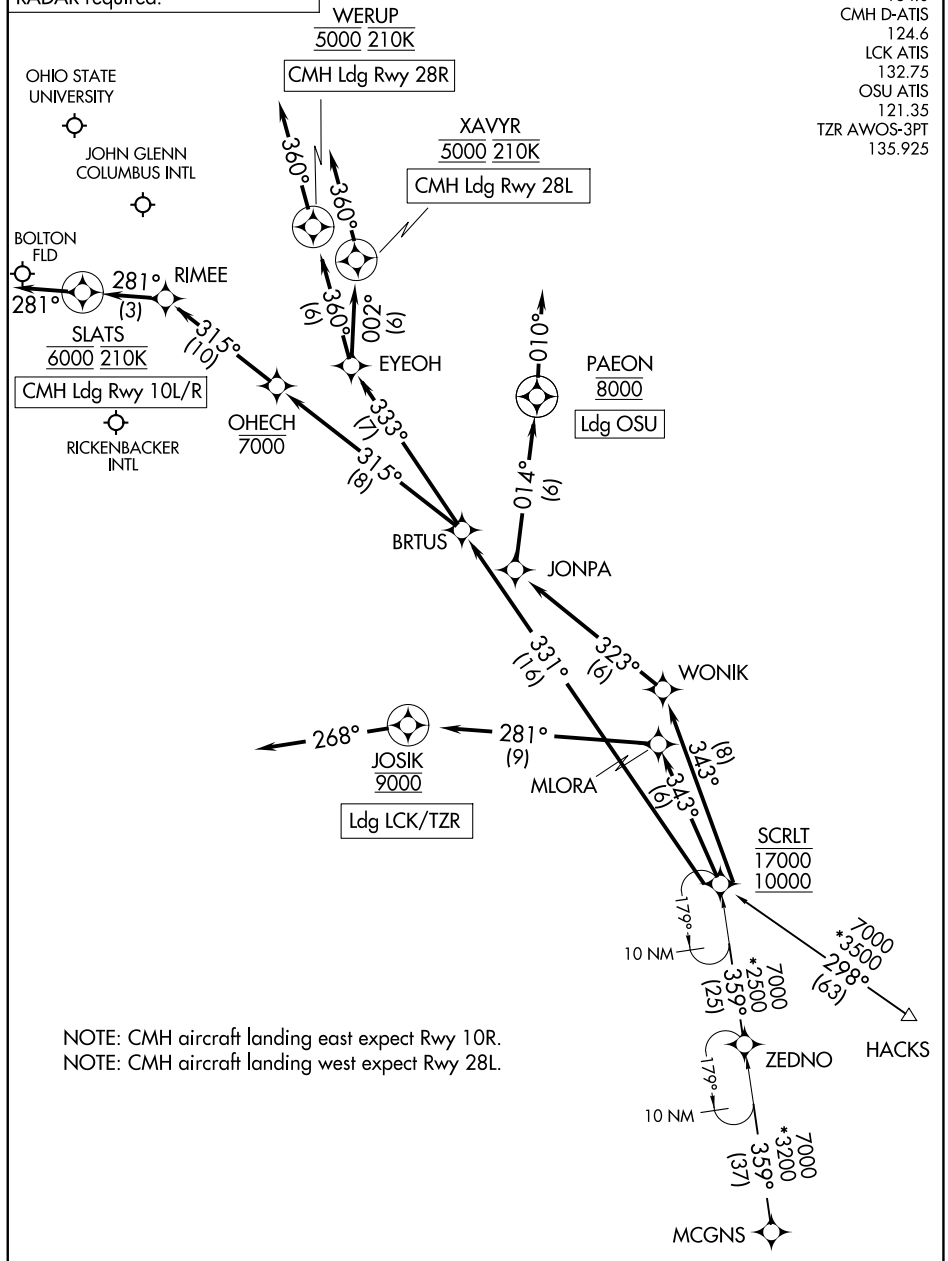 RADAR required.
CMH D-ATIS
124.6
LCK ATIS
132.75
OSU ATIS
121.35
TZR AWOS-3PT
135.925
WERUP
5000 210K
CMH Ldg Rwy 28R
OHIO STATE
UNIVERSITY
XAVYR
5000 210K
CMH Ldg Rwy 28L
JOHN GLENN
COLUMBUS INTL
360°
360°
BOLTON
FLD
281°
281°
(3)
RIMEE
SLATS
6000 210K
CMH Ldg Rwy 10L/R
315°
(10)
360°
(6)
002°
(6)
EYEOH
010°
PAEON
8000
Ldg OSU
RICKENBACKER
INTL
OHECH
7000
333°
(7)
315°
(8)
014°
(6)
BRTUS
JONPA
331°
(16)
323°
(6)
WONIK
268°
JOSIK
9000
Ldg LCK/TZR
281°
(9)
MLORA
343°
(8)
343°
(6)
SCRLT
17000
10000
179°
10 NM
7000
*2500
359°
(25)
7000
*3500
298°
(63)
HACKS
NOTE: CMH aircraft landing east expect Rwy 10R.
NOTE: CMH aircraft landing west expect Rwy 28L.
ZEDNO
179°
10 NM
7000
*3200
359°
(37)
MCGNS